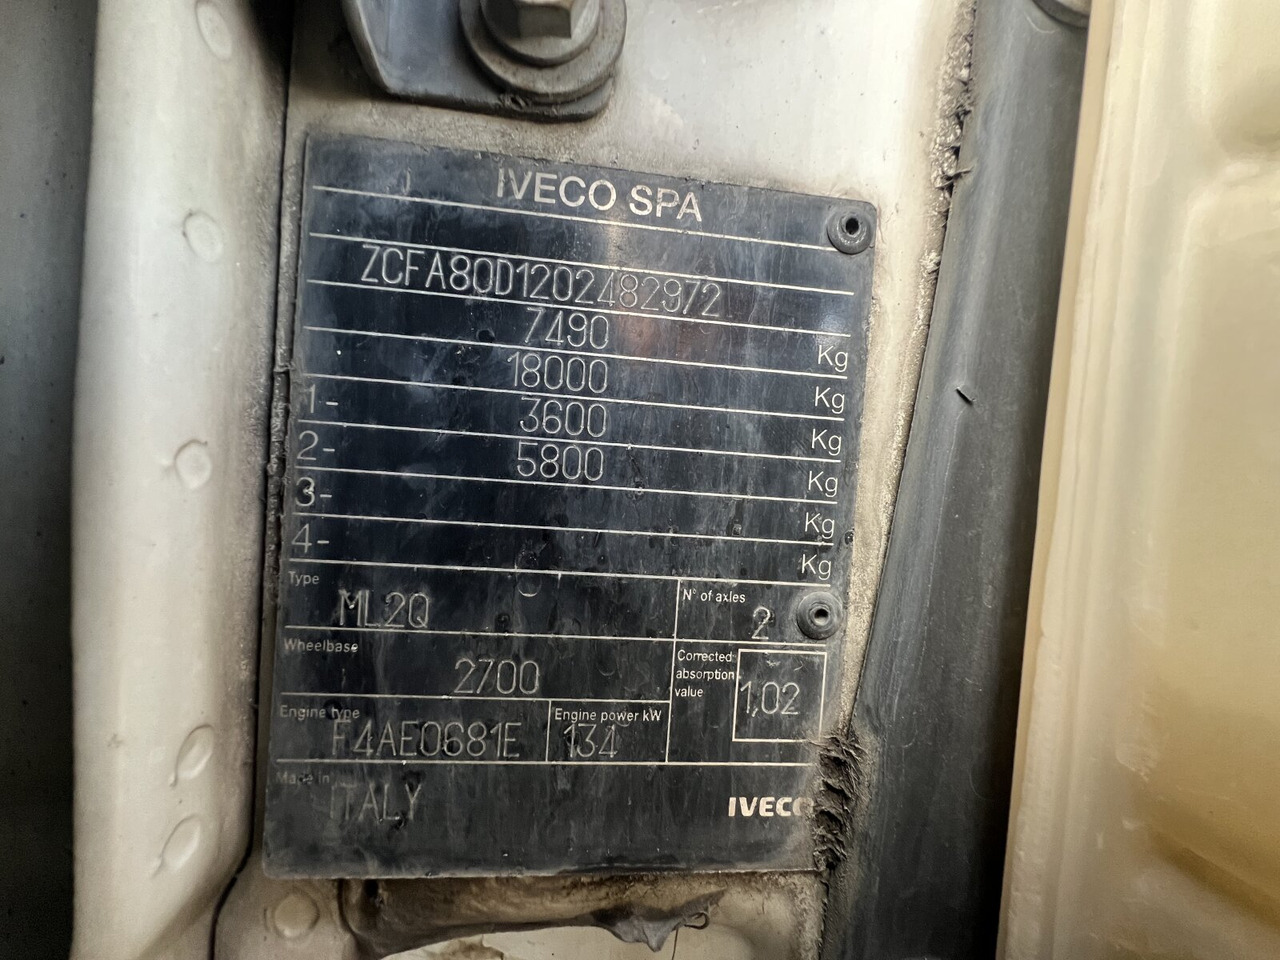 IVECO SPA
ZCFA80D1202482972
7490 Kg
18000 Kg
1- 3600 Kg
2- 5800 Kg
3- Kg
4- Kg
Type ML2Q
N° of axles 2
Wheelbase 2700
Corrected absorption value 1,02
Engine type F4AE0681E
Engine power kW 134
Made in ITALY
IVECO